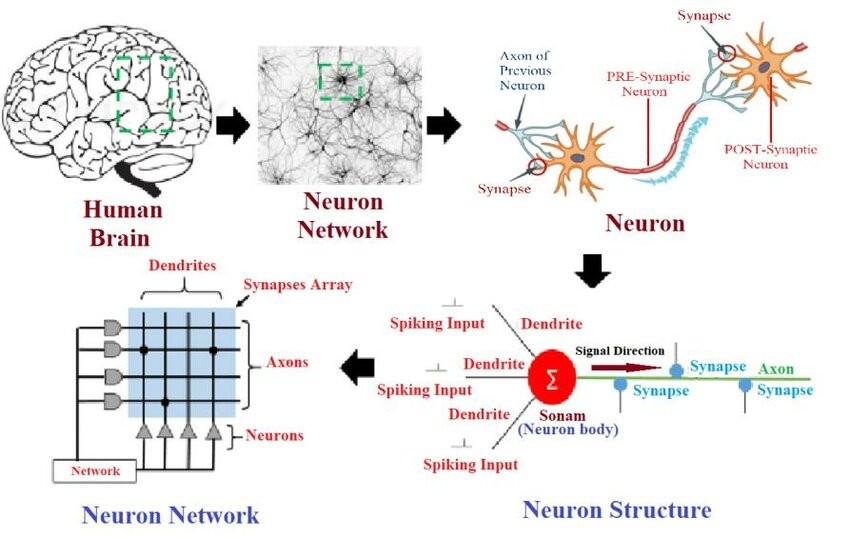 Human
Brain
Neuron
Network
Axon of
Previous
Neuron
Synapse
PRE-Synaptic
Neuron
Synapse
POST-Synaptic
Neuron
Neuron
Dendrites
Synapses Array
Axons
Neurons
Network
Neuron Network
Spiking Input
Dendrite
Signal Direction
Dendrite
Spiking Input
Σ
Synapse
Axon
Synapse
Synapse
Dendrite
Sonam
(Neuron body)
Spiking Input
Neuron Structure